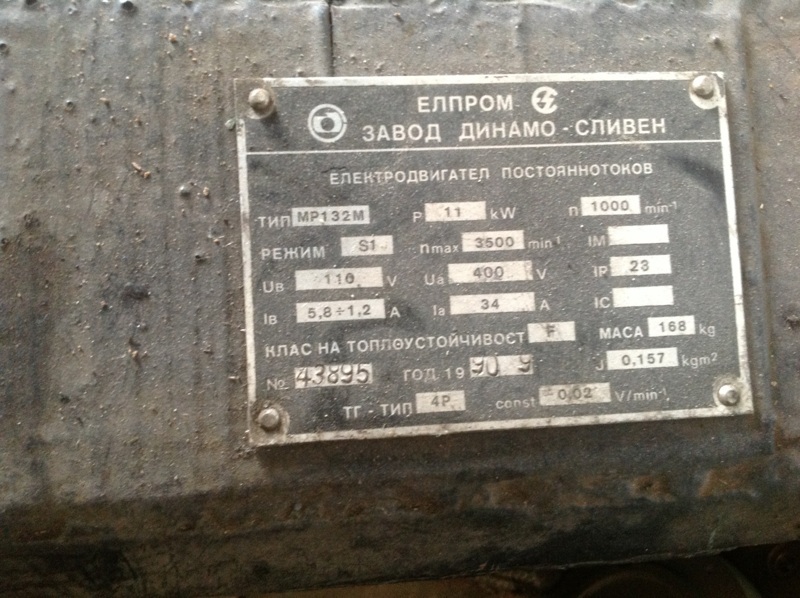 ЕЛПРОМ
ЗАВОД ДИНАМО - СЛИВЕН
ЕЛЕКТРОДВИГАТЕЛ ПОСТОЯННОТОКОВ
ТИП MP132M P 11 kW n 1000 min-1
РЕЖИМ S1 nmax 3500 min-1 IM
Uв 110 V Ua 400 V IP 23
Iв 5,8÷1,2 A Ia 34 A IC
КЛАС НА ТОПЛОУСТОЙЧИВОСТ F МАСА 168 kg
№ 43895 ГОД. 19 90 9 J 0,157 kgm2
ТГ - ТИП 4P const 0,02 V/min-1